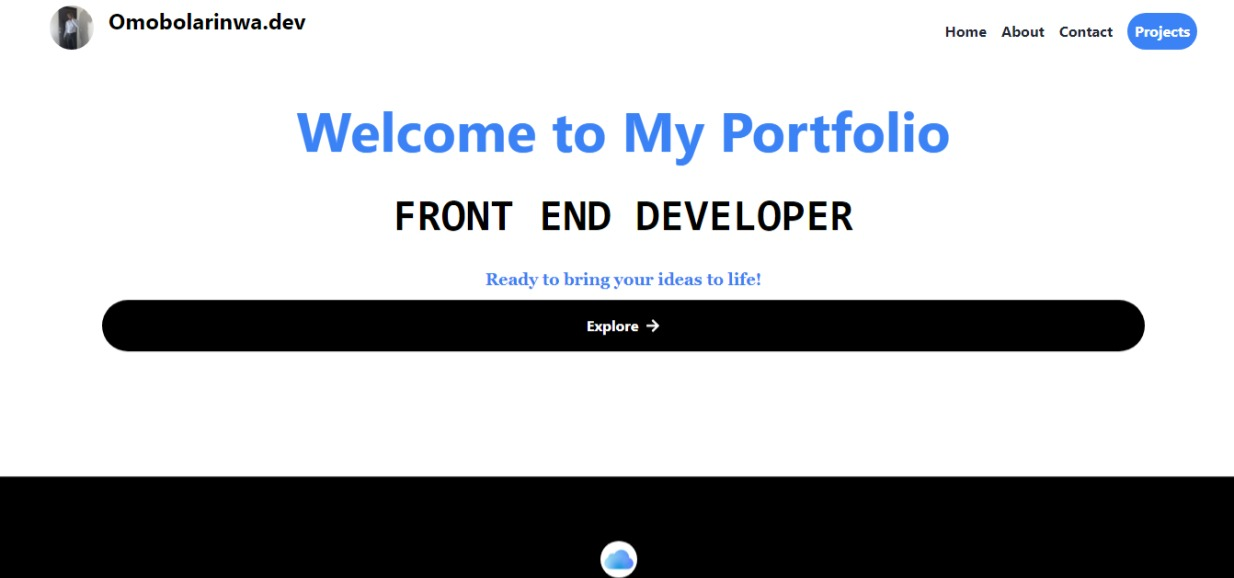 Omobolarinwa.dev
Home About Contact Projects
Welcome to My Portfolio
FRONT END DEVELOPER
Ready to bring your ideas to life!
Explore →